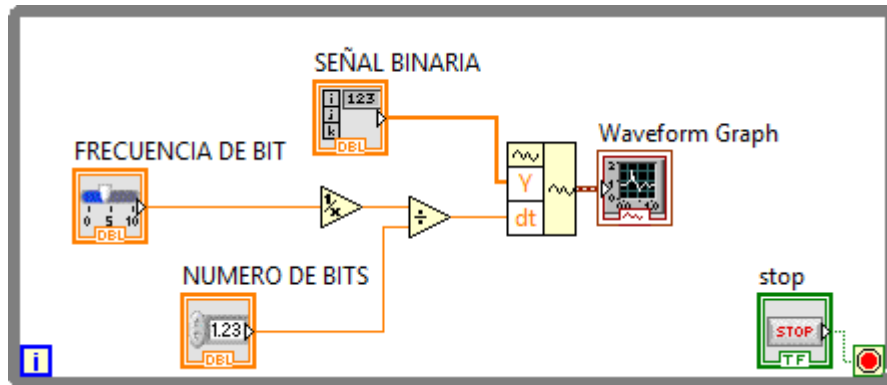 SEÑAL BINARIA
i 123
j
k
DBL
Waveform Graph
FRECUENCIA DE BIT
Y
dt
1/x
÷
0 5 10
DBL
NUMERO DE BITS
1.23
DBL
stop
STOP
TF
i